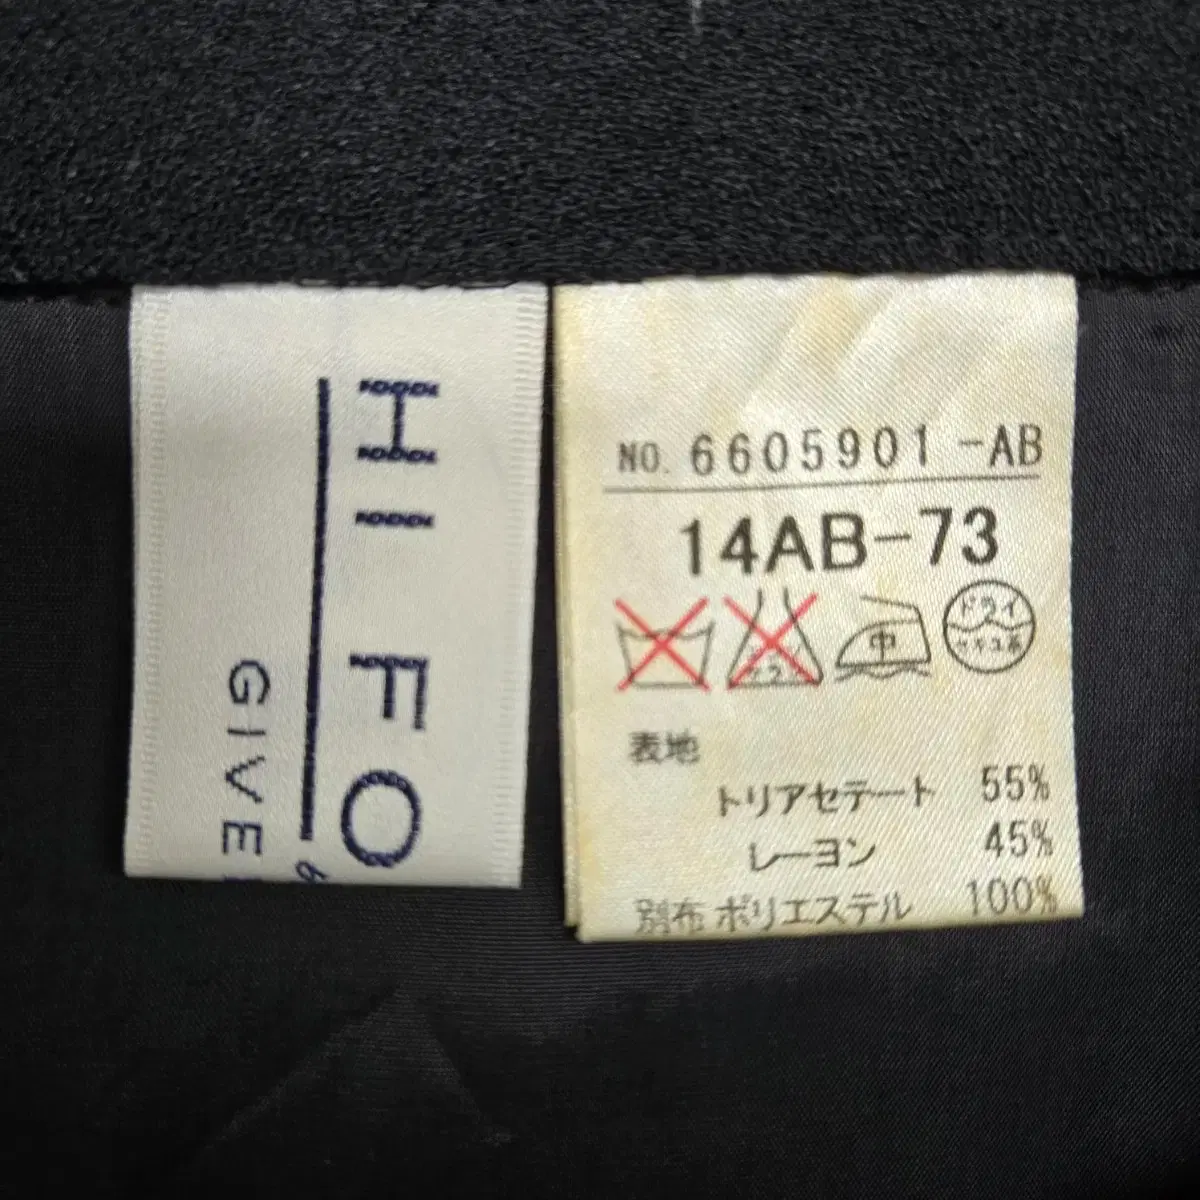 HI FO
GIVE
NO. 6605901 -AB
14AB-73
中
ドライ
表地
トリアセテート 55%
レーヨン 45%
別布 ポリエステル 100%